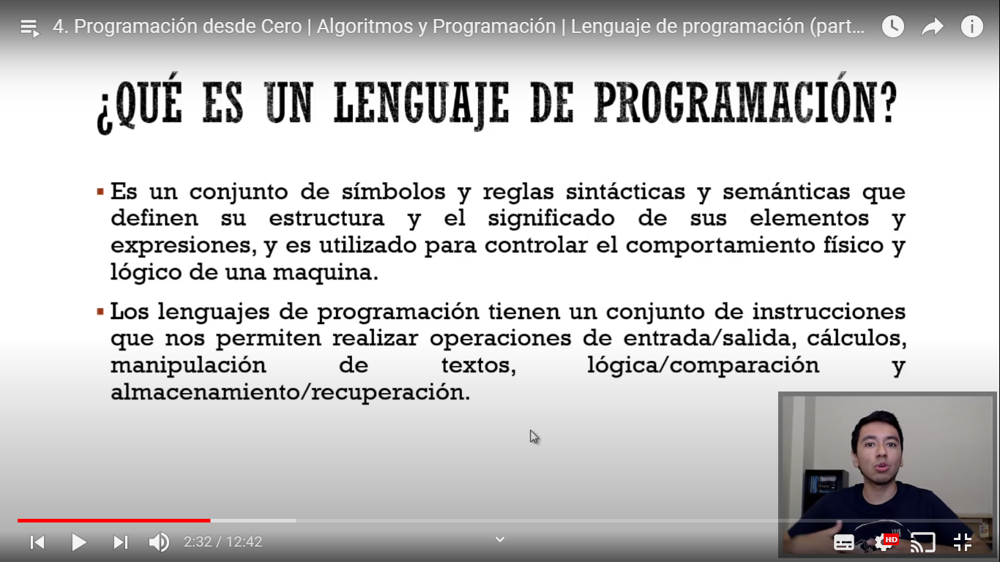 4. Programación desde Cero | Algoritmos y Programación | Lenguaje de programación (part...
¿QUÉ ES UN LENGUAJE DE PROGRAMACIÓN?
▪ Es un conjunto de símbolos y reglas sintácticas y semánticas que
definen su estructura y el significado de sus elementos y
expresiones, y es utilizado para controlar el comportamiento físico y
lógico de una maquina.
▪ Los lenguajes de programación tienen un conjunto de instrucciones
que nos permiten realizar operaciones de entrada/salida, cálculos,
manipulación de textos, lógica/comparación y
almacenamiento/recuperación.
2:32 / 12:42
HD